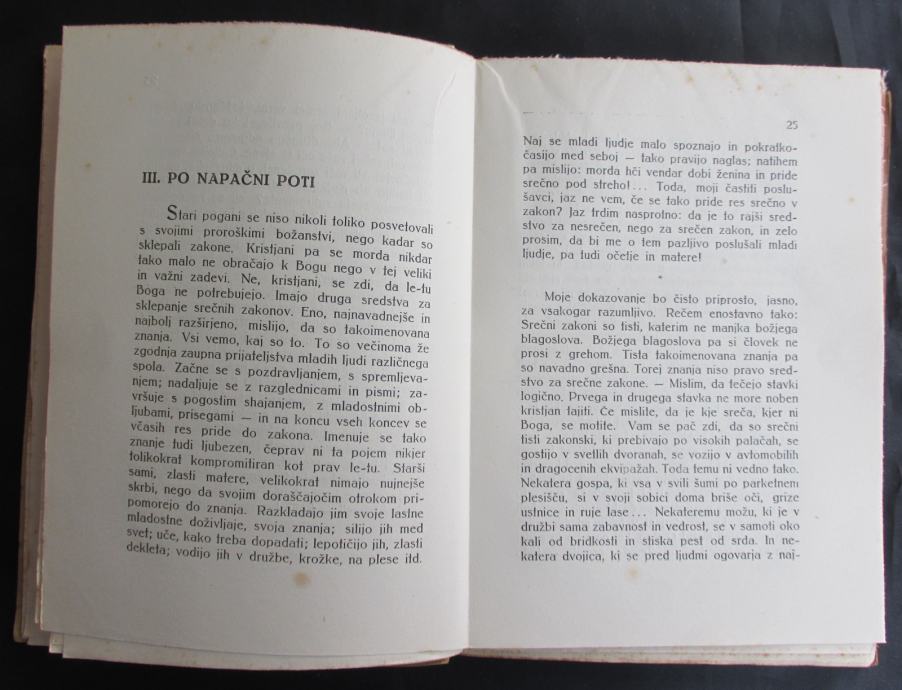 III. PO NAPAČNI POTI
Stari pogani se niso nikoli toliko posvetovali
s svojimi proroškimi božanstvi, nego kadar so
sklepali zakone. Kristjani pa se morda nikdar
tako malo ne obračajo k Bogu nego v tej veliki
in važni zadevi. Ne, kristjani, se zdi, da le-tu
Boga ne potrebujejo. Imajo druga sredstva za
sklepanje srečnih zakonov. Eno, najnavadnejše in
najbolj razširjeno, mislijo, da so takoimenovana
znanja. Vsi vemo, kaj so to. To so večinoma že
zgodnja zaupna prijateljstva mladih ljudi različnega
spola. Začne se s pozdravljanjem, s spremljeva-
njem; nadaljuje se z razglednicami in pismi; za-
vršuje s pogostim shajanjem, z mladostnimi ob-
ljubami, prisegami — in na koncu vseh koncev se
včasih res pride do zakona. Imenuje se tako
znanje tudi ljubezen, čeprav ni ta pojem nikjer
tolikokrat kompromitiran kot prav le-tu. Starši
sami, zlasti matere, velikokrat nimajo nujnejše
skrbi, nego da svojim doraščajočim otrokom pri-
pomorejo do znanja. Razkladajo jim svoje lastne
mladostne doživljaje, svoja znanja; silijo jih med
svet; uče, kako treba dopadati; lepotičijo jih, zlasti
dekleta; vodijo jih v družbe, krožke, na plese itd.
25
Naj se mladi ljudje malo spoznajo in pokratko-
časijo med seboj — tako pravijo naglas; natihem
pa mislijo: morda hči vendar dobi ženina in pride
srečno pod streho!... Toda, moji častiti poslu-
šavci, jaz ne vem, če se tako pride res srečno v
zakon? Jaz trdim nasprotno: da je to rajši sred-
stvo za nesrečen, nego za srečen zakon, in zelo
prosim, da bi me o tem pazljivo poslušali mladi
ljudje, pa tudi očetje in matere!
*
Moje dokazovanje bo čisto priprosto, jasno,
za vsakogar razumljivo. Rečem enostavno tako:
Srečni zakoni so tisti, katerim ne manjka božjega
blagoslova. Božjega blagoslova pa si človek ne
prosi z grehom. Tista takoimenovana znanja pa
so navadno grešna. Torej znanja niso pravo sred-
stvo za srečne zakone. — Mislim, da tečejo stavki
logično. Prvega in drugega stavka ne more noben
kristjan tajiti. Če mislite, da je kje sreča, kjer ni
Boga, se motite. Vam se pač zdi, da so srečni
tisti zakonski, ki prebivajo po visokih palačah, se
gostijo v svetlih dvoranah, se vozijo v avtomobilih
in dragocenih ekvipažah. Toda temu ni vedno tako.
Nekatera gospa, ki vsa v svili šumi po parketnem
plesišču, si v svoji sobici doma briše oči, grize
ustnice in ruje lase... Nekateremu možu, ki je v
družbi sama zabavnost in vedrost, se v samoti oko
kali od bridkosti in stiska pest od srda. In ne-
katera dvojica, ki se pred ljudmi ogovarja z naj-